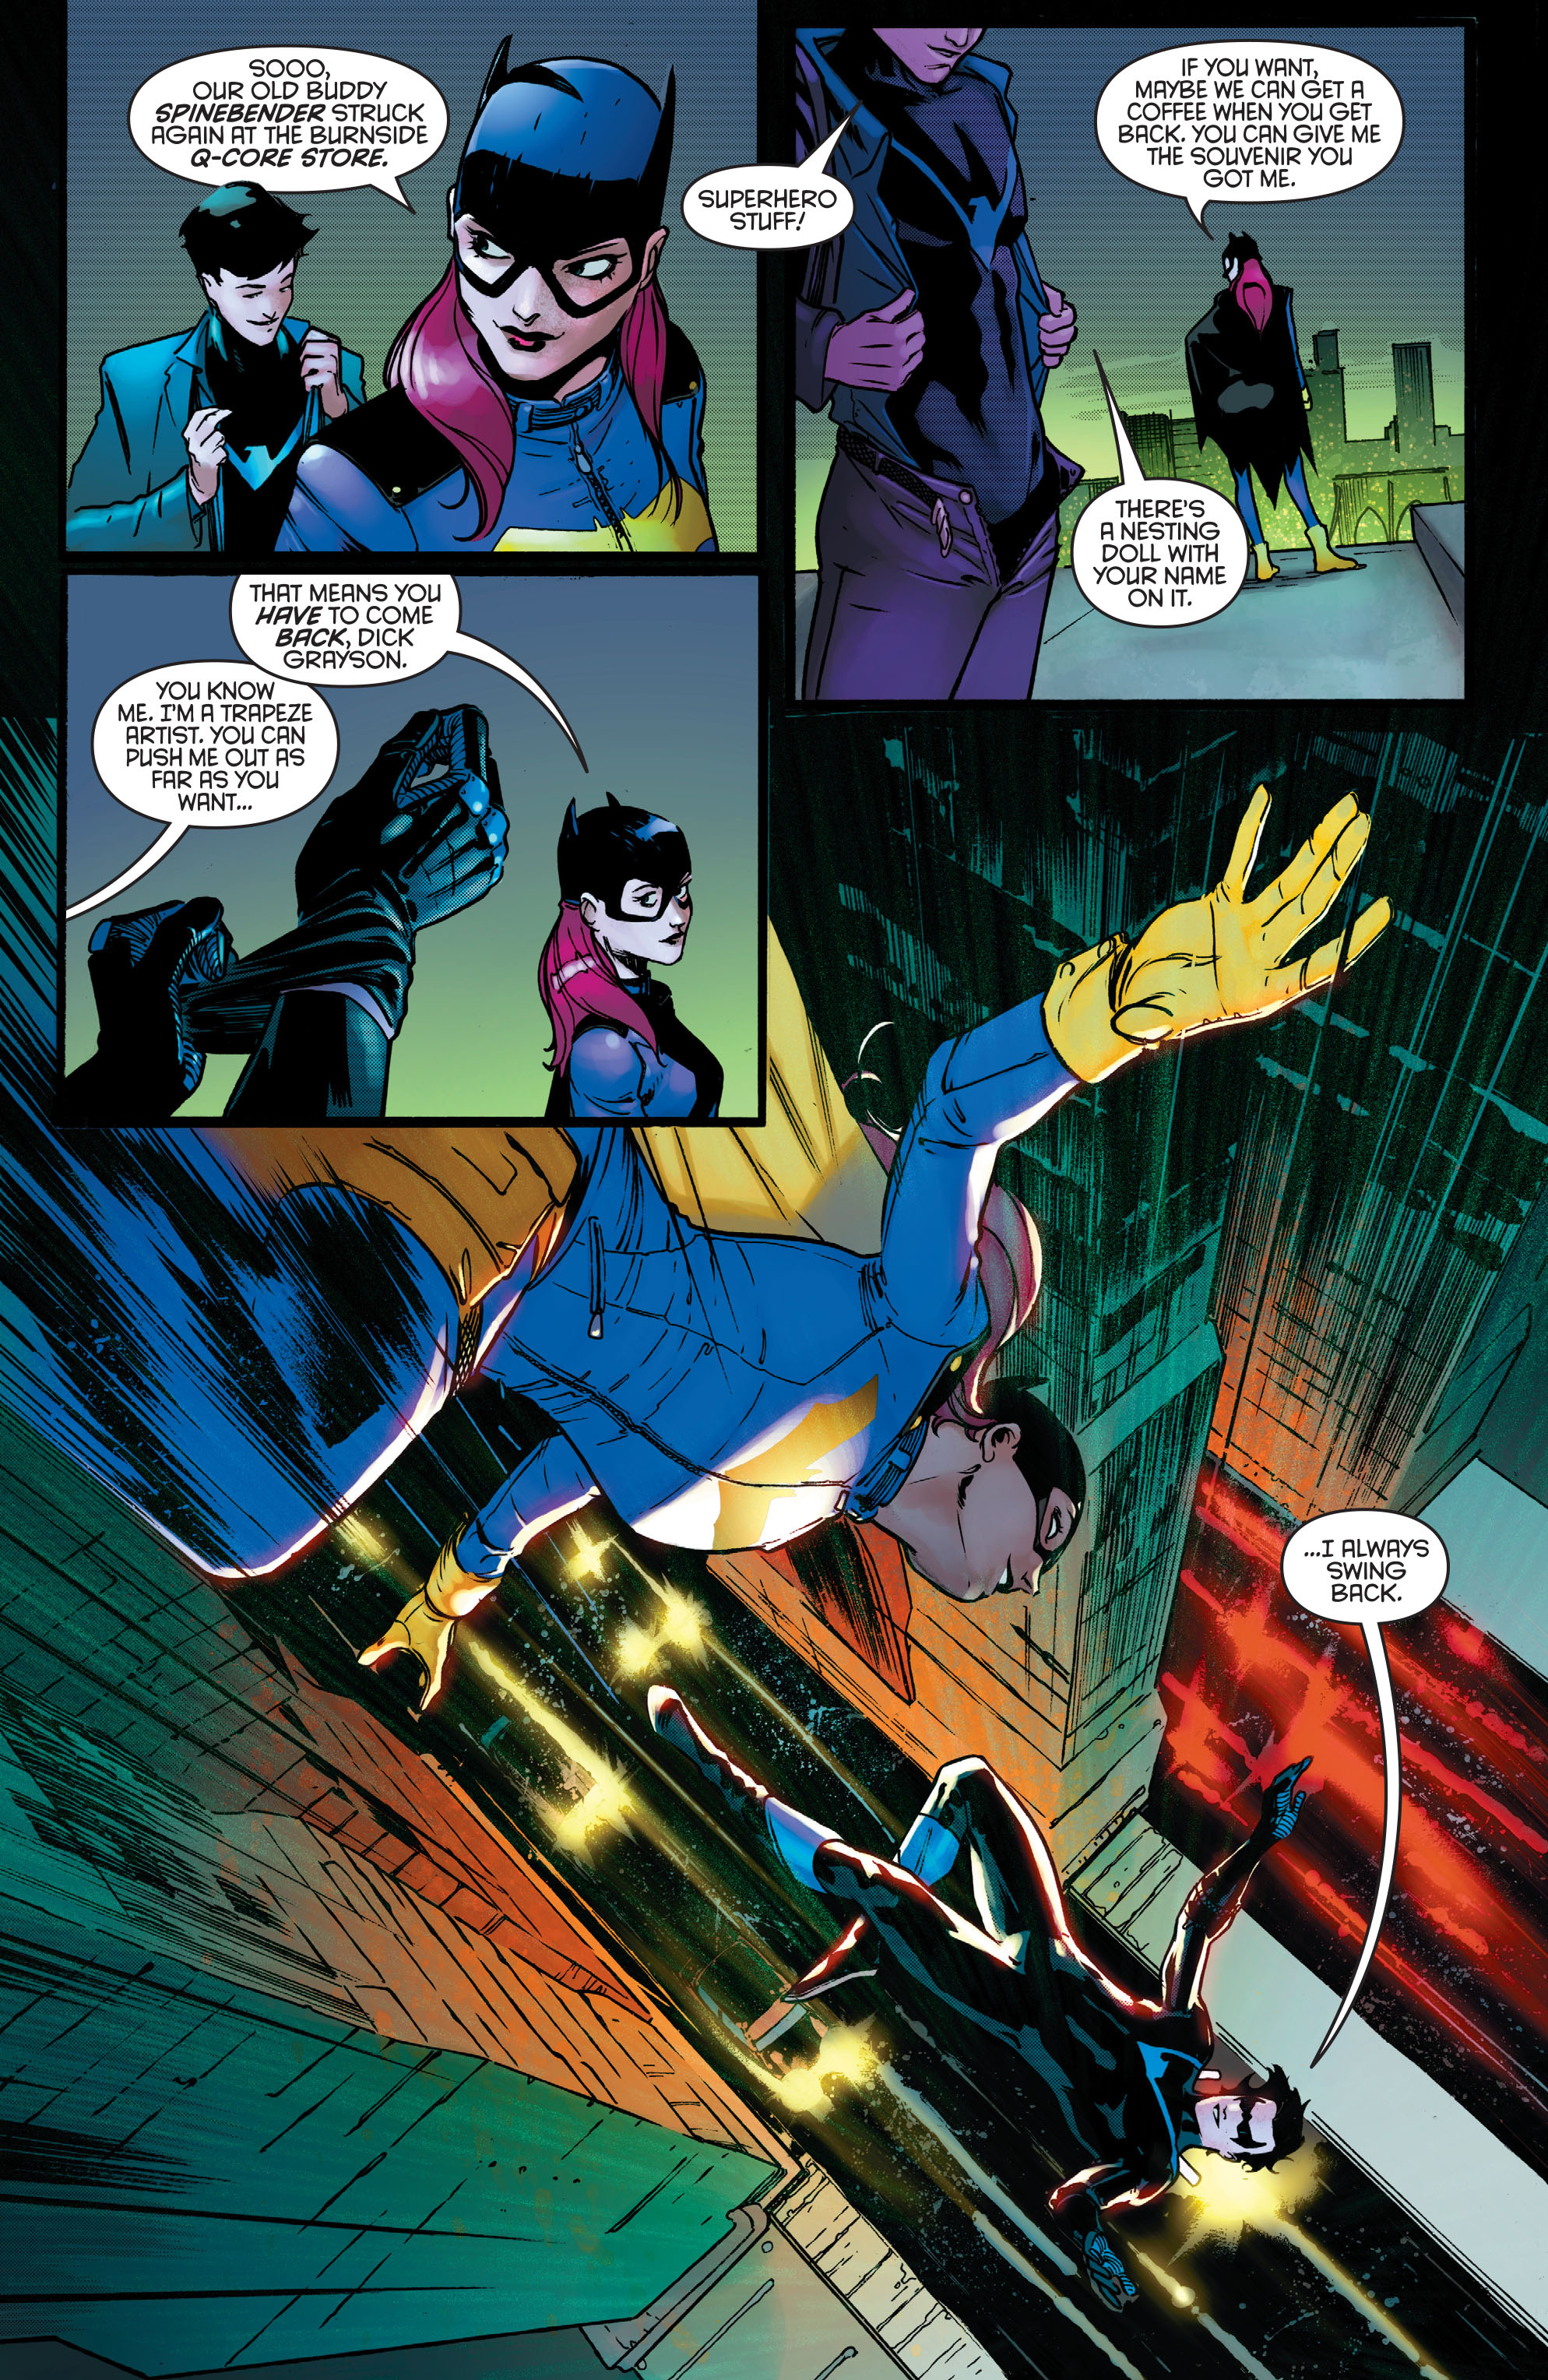 SOOO,
OUR OLD BUDDY
SPINEBENDER STRUCK
AGAIN AT THE BURNSIDE
Q-CORE STORE.
SUPERHERO
STUFF!
IF YOU WANT,
MAYBE WE CAN GET A
COFFEE WHEN YOU GET
BACK. YOU CAN GIVE ME
THE SOUVENIR YOU
GOT ME.
THERE'S
A NESTING
DOLL WITH
YOUR NAME
ON IT.
THAT MEANS YOU
HAVE TO COME
BACK, DICK
GRAYSON.
YOU KNOW
ME. I'M A TRAPEZE
ARTIST. YOU CAN
PUSH ME OUT AS
FAR AS YOU
WANT...
...I ALWAYS
SWING
BACK.